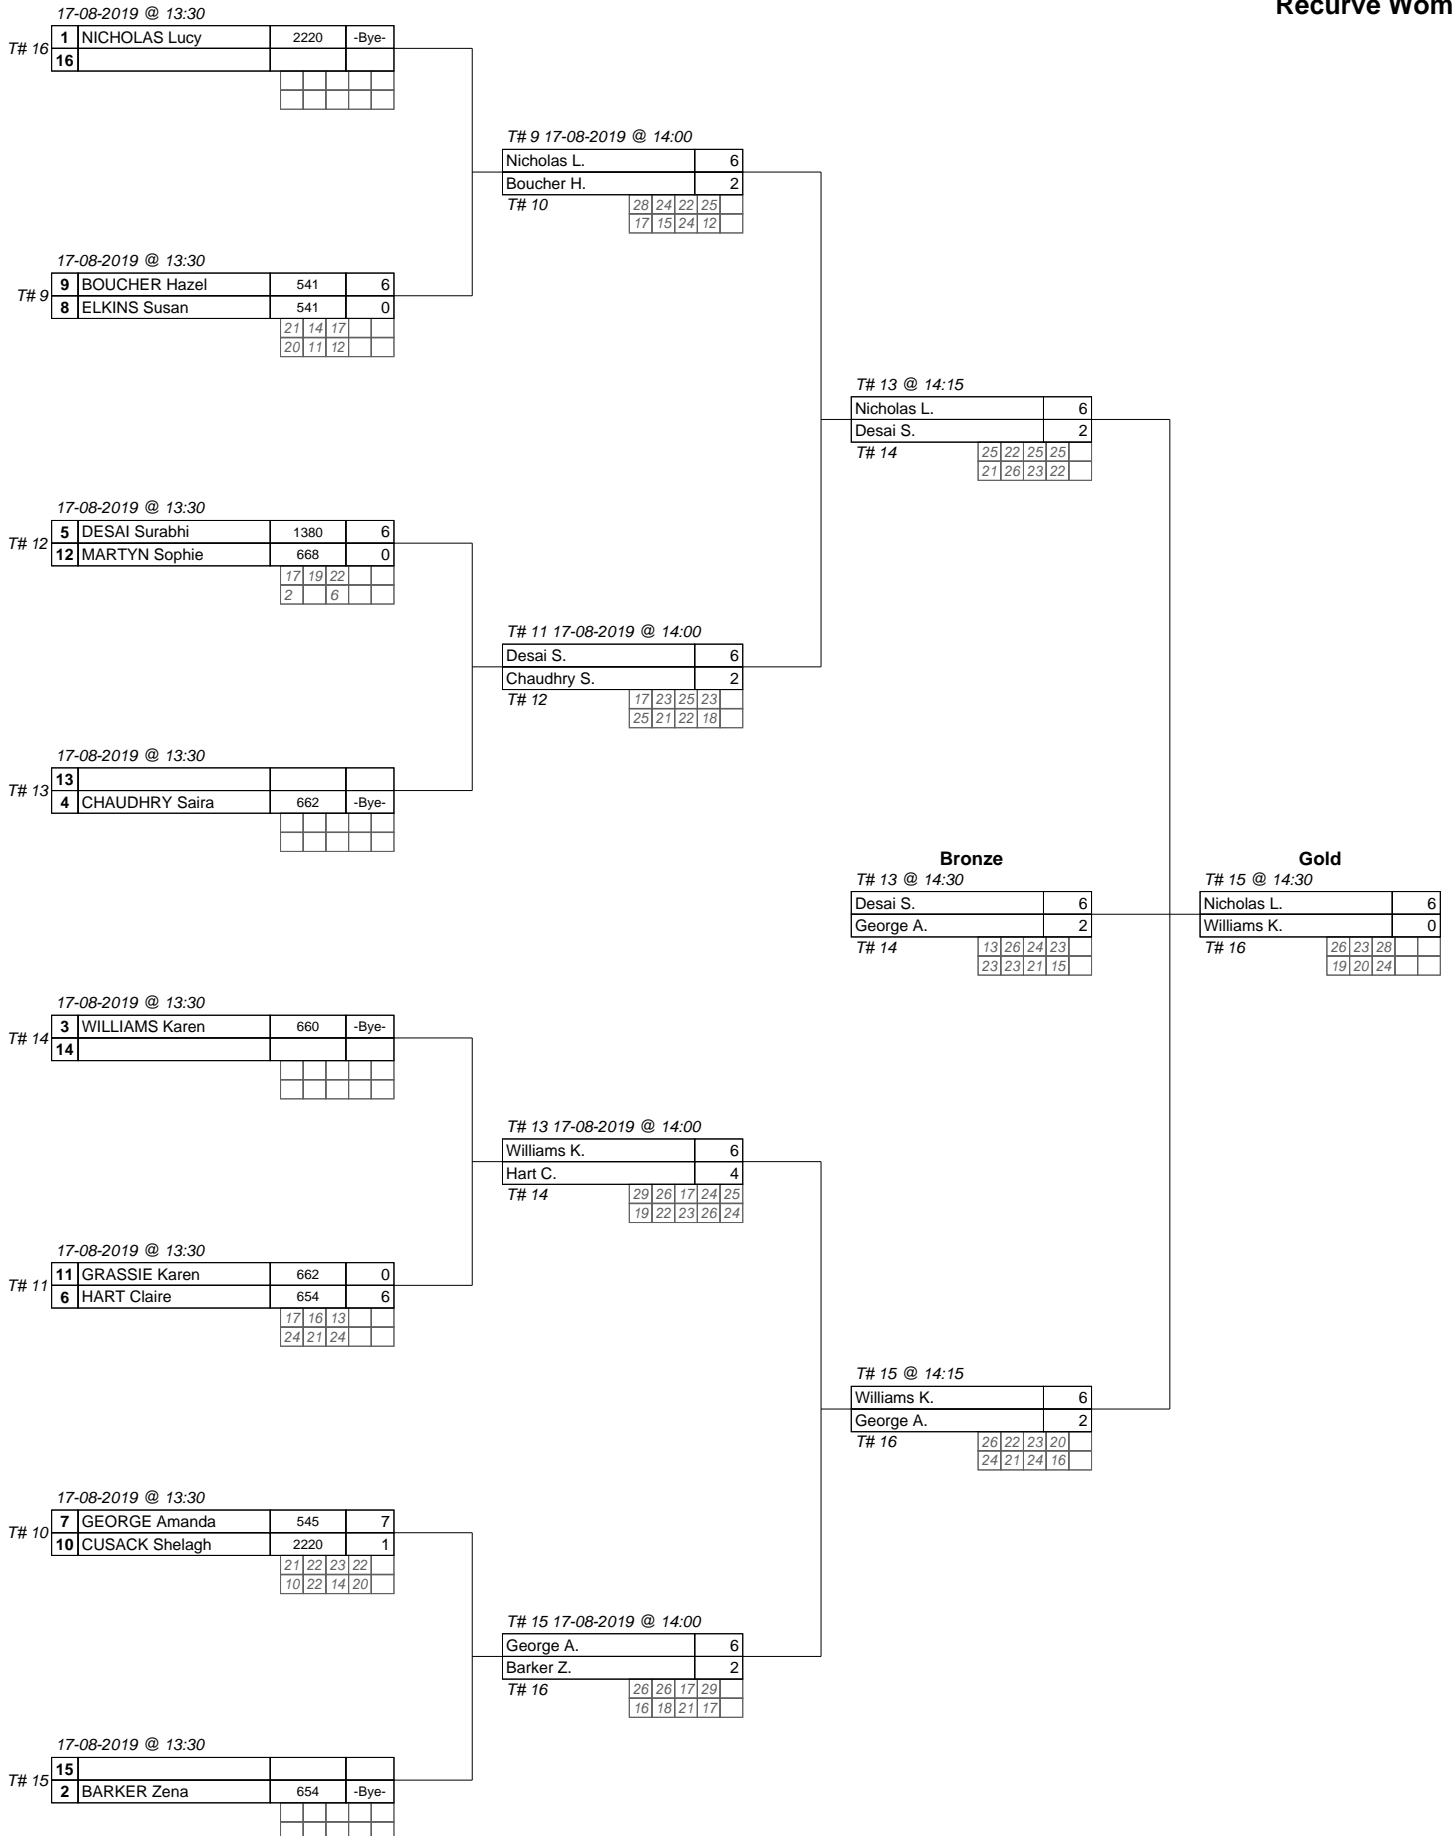 Recurve Wom
17-08-2019 @ 13:30
T# 16
1 NICHOLAS Lucy 2220 -Bye-
16
T# 9 17-08-2019 @ 14:00
Nicholas L. 6
Boucher H. 2
T# 10 28 24 22 25
17 15 24 12
17-08-2019 @ 13:30
T# 9
9 BOUCHER Hazel 541 6
8 ELKINS Susan 541 0
21 14 17
20 11 12
T# 13 @ 14:15
Nicholas L. 6
Desai S. 2
T# 14 25 22 25 25
21 26 23 22
17-08-2019 @ 13:30
T# 12
5 DESAI Surabhi 1380 6
12 MARTYN Sophie 668 0
17 19 22
2 6
T# 11 17-08-2019 @ 14:00
Desai S. 6
Chaudhry S. 2
T# 12 17 23 25 23
25 21 22 18
17-08-2019 @ 13:30
T# 13
13
4 CHAUDHRY Saira 662 -Bye-
Bronze
T# 13 @ 14:30
Desai S. 6
George A. 2
T# 14 13 26 24 23
23 23 21 15
Gold
T# 15 @ 14:30
Nicholas L. 6
Williams K. 0
T# 16 26 23 28
19 20 24
17-08-2019 @ 13:30
T# 14
3 WILLIAMS Karen 660 -Bye-
14
T# 13 17-08-2019 @ 14:00
Williams K. 6
Hart C. 4
T# 14 29 26 17 24 25
19 22 23 26 24
17-08-2019 @ 13:30
T# 11
11 GRASSIE Karen 662 0
6 HART Claire 654 6
17 16 13
24 21 24
T# 15 @ 14:15
Williams K. 6
George A. 2
T# 16 26 22 23 20
24 21 24 16
17-08-2019 @ 13:30
T# 10
7 GEORGE Amanda 545 7
10 CUSACK Shelagh 2220 1
21 22 23 22
10 22 14 20
T# 15 17-08-2019 @ 14:00
George A. 6
Barker Z. 2
T# 16 26 26 17 29
16 18 21 17
17-08-2019 @ 13:30
T# 15
15
2 BARKER Zena 654 -Bye-